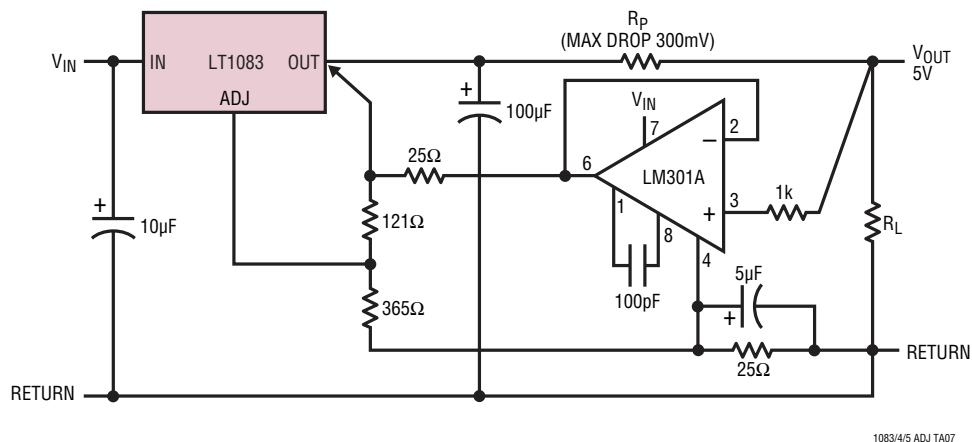 R_P
(MAX DROP 300mV)
V_IN
IN
LT1083
OUT
ADJ
V_OUT
5V
+
100µF
V_IN
7
2
–
25Ω
6
LM301A
+
10µF
121Ω
1
8
+
3
1k
R_L
4
100pF
5µF
+
365Ω
25Ω
RETURN
RETURN
1083/4/5 ADJ TA07